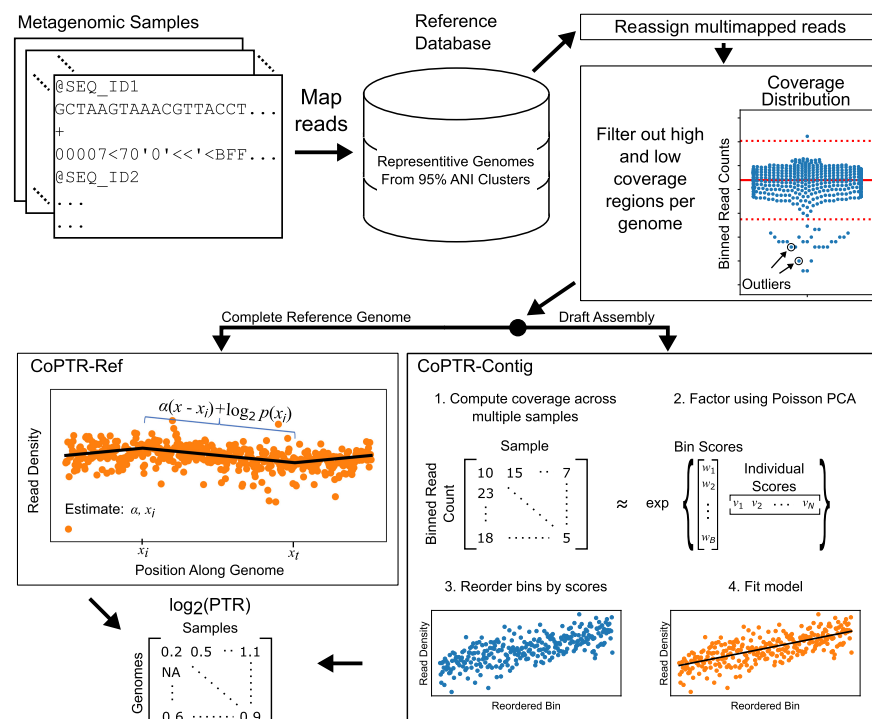 Metagenomic Samples
@SEQ_ID1
GCTAAGTAAACGTTACCT...
+
00007<70'0'<<'<BFF...
@SEQ_ID2
...
...
Map
reads
Reference
Database
Representitive Genomes
From 95% ANI Clusters
Reassign multimapped reads
Filter out high
and low
coverage
regions per
genome
Coverage
Distribution
Binned Read Counts
Outliers
Complete Reference Genome
Draft Assembly
CoPTR-Ref
α(x - xi)+log2 p(xi)
Read Density
Estimate: α, xi
xi
xt
Position Along Genome
CoPTR-Contig
1. Compute coverage across
multiple samples
Sample
Binned Read
Count
10 15 ·· 7
23
18 ······· 5
≈
exp
2. Factor using Poisson PCA
Bin Scores
w1
w2
wB
Individual
Scores
v1 v2 ··· vN
3. Reorder bins by scores
Read Density
Reordered Bin
4. Fit model
Read Density
Reordered Bin
log2(PTR)
Samples
Genomes
0.2 0.5 ·· 1.1
NA
0.6 ······· 0.9